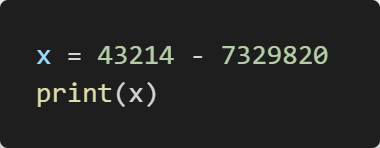 x = 43214 - 7329820
print(x)